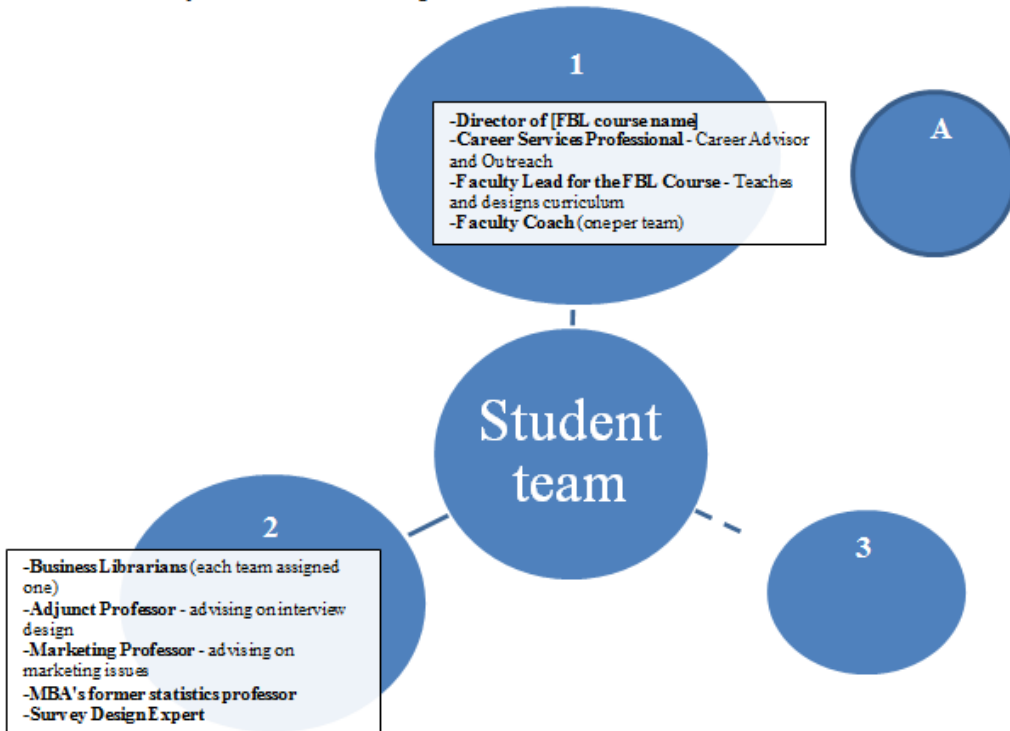 1
-Director of [FBL course name]
-Career Services Professional - Career Advisor
and Outreach
-Faculty Lead for the FBL Course - Teaches
and designs curriculum
-Faculty Coach (one per team)
A
Student
team
2
-Business Librarians (each team assigned
one)
-Adjunct Professor - advising on interview
design
-Marketing Professor - advising on
marketing issues
-MBA's former statistics professor
-Survey Design Expert
3